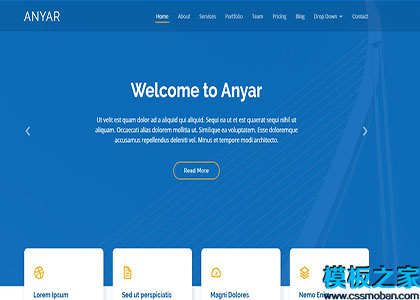 ANYAR
Home About Services Portfolio Team Pricing Blog Drop Down Contact
Welcome to Anyar
Ut velit est quam dolor ad a aliquid qui aliquid. Sequi ea ut et est quaerat sequi nihil ut
aliquam. Occaecati alias dolorem mollitia ut. Similique ea voluptatem. Esse doloremque
accusamus repellendus deleniti vel. Minus et tempore modi architecto.
Read More
Lorem Ipsum Sed ut perspiciatis Magni Dolores Nemo
模板之家
www.cssmoban.com